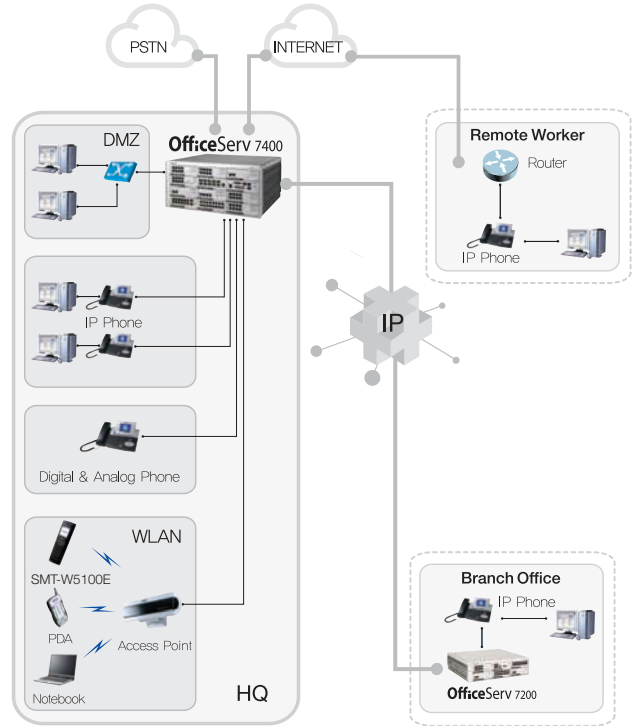 PSTN
INTERNET
DMZ
OfficeServ 7400
Remote Worker
Router
IP Phone
IP Phone
IP
Digital & Analog Phone
WLAN
SMT-W5100E
PDA
Access Point
Notebook
HQ
Branch Office
IP Phone
OfficeServ 7200